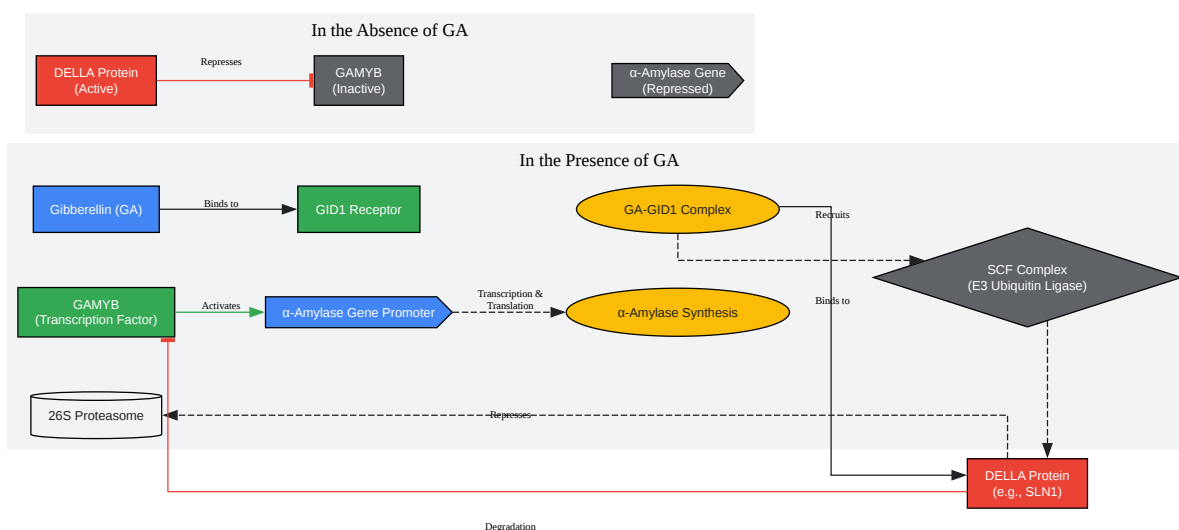 In the Absence of GA
DELLA Protein
(Active)
Represses
GAMYB
(Inactive)
α-Amylase Gene
(Repressed)
In the Presence of GA
Gibberellin (GA)
Binds to
GID1 Receptor
GA-GID1 Complex
Recruits
SCF Complex
(E3 Ubiquitin Ligase)
GAMYB
(Transcription Factor)
Activates
α-Amylase Gene Promoter
Transcription &
Translation
α-Amylase Synthesis
Binds to
26S Proteasome
Represses
DELLA Protein
(e.g., SLN1)
Degradation